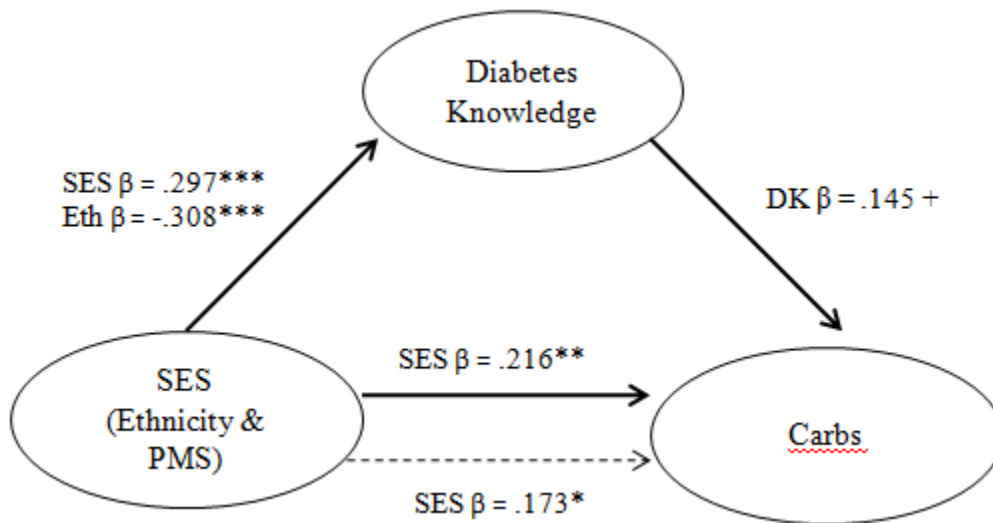 Diabetes
Knowledge
SES β = .297***
Eth β = -.308***
DK β = .145 +
SES β = .216**
SES
(Ethnicity &
PMS)
Carbs
SES β = .173*